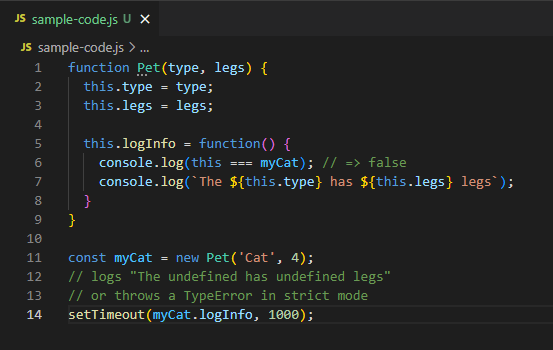 JS sample-code.js U ×
JS sample-code.js > ...
1 function Pet(type, legs) {
2   this.type = type;
3   this.legs = legs;
4
5   this.logInfo = function() {
6     console.log(this === myCat); // => false
7     console.log(`The ${this.type} has ${this.legs} legs`);
8   }
9 }
10
11 const myCat = new Pet('Cat', 4);
12 // logs "The undefined has undefined legs"
13 // or throws a TypeError in strict mode
14 setTimeout(myCat.logInfo, 1000);